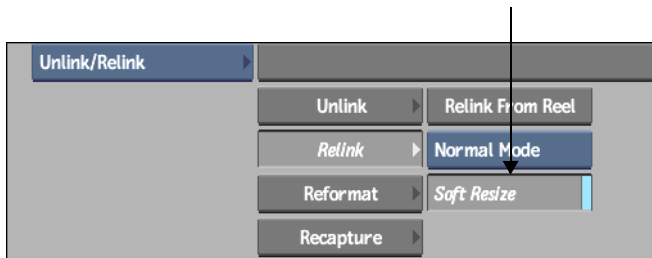 Unlink/Relink
Unlink
Relink From Reel
Relink
Normal Mode
Reformat
Soft Resize
Recapture